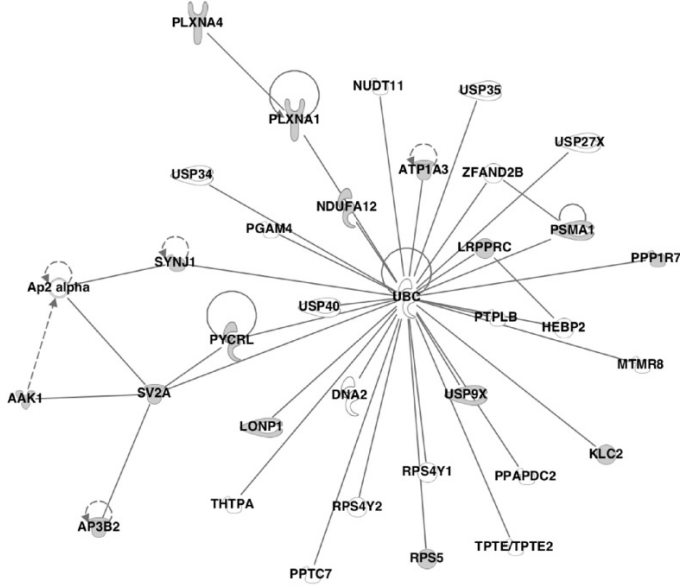 PLXNA4
NUDT11
USP35
PLXNA1
USP27X
ATP1A3
ZFAND2B
USP34
NDUFA12
PGAM4
PSMA1
LRPPRC
SYNJ1
PPP1R7
Ap2 alpha
UBC
USP40
PTPLB
HEBP2
PYCRL
MTMR8
AAK1
SV2A
DNA2
USP9X
LONP1
KLC2
RPS4Y1
PPAPDC2
THTPA
RPS4Y2
AP3B2
TPTE/TPTE2
RPS5
PPTC7